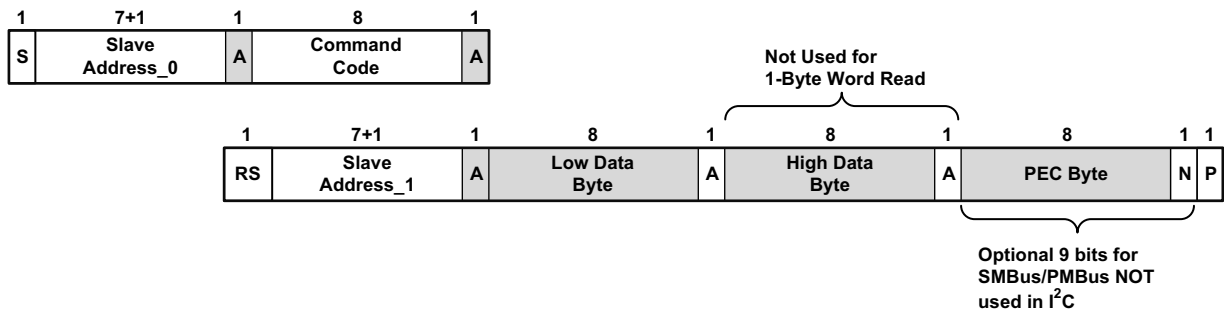 1 7+1 1 8 1
S Slave Address_0 A Command Code A
Not Used for
1-Byte Word Read
1 7+1 1 8 1 8 1 8 1 1
RS Slave Address_1 A Low Data Byte A High Data Byte A PEC Byte N P
Optional 9 bits for
SMBus/PMBus NOT
used in I²C